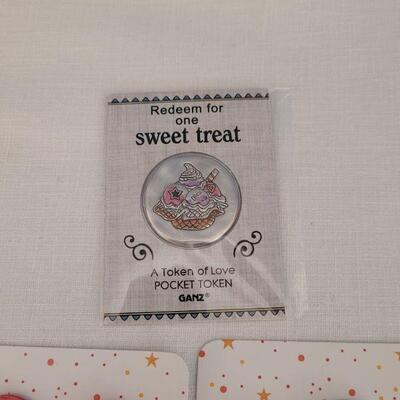 Redeem for
one
sweet treat
A Token of Love
POCKET TOKEN
GANZ®